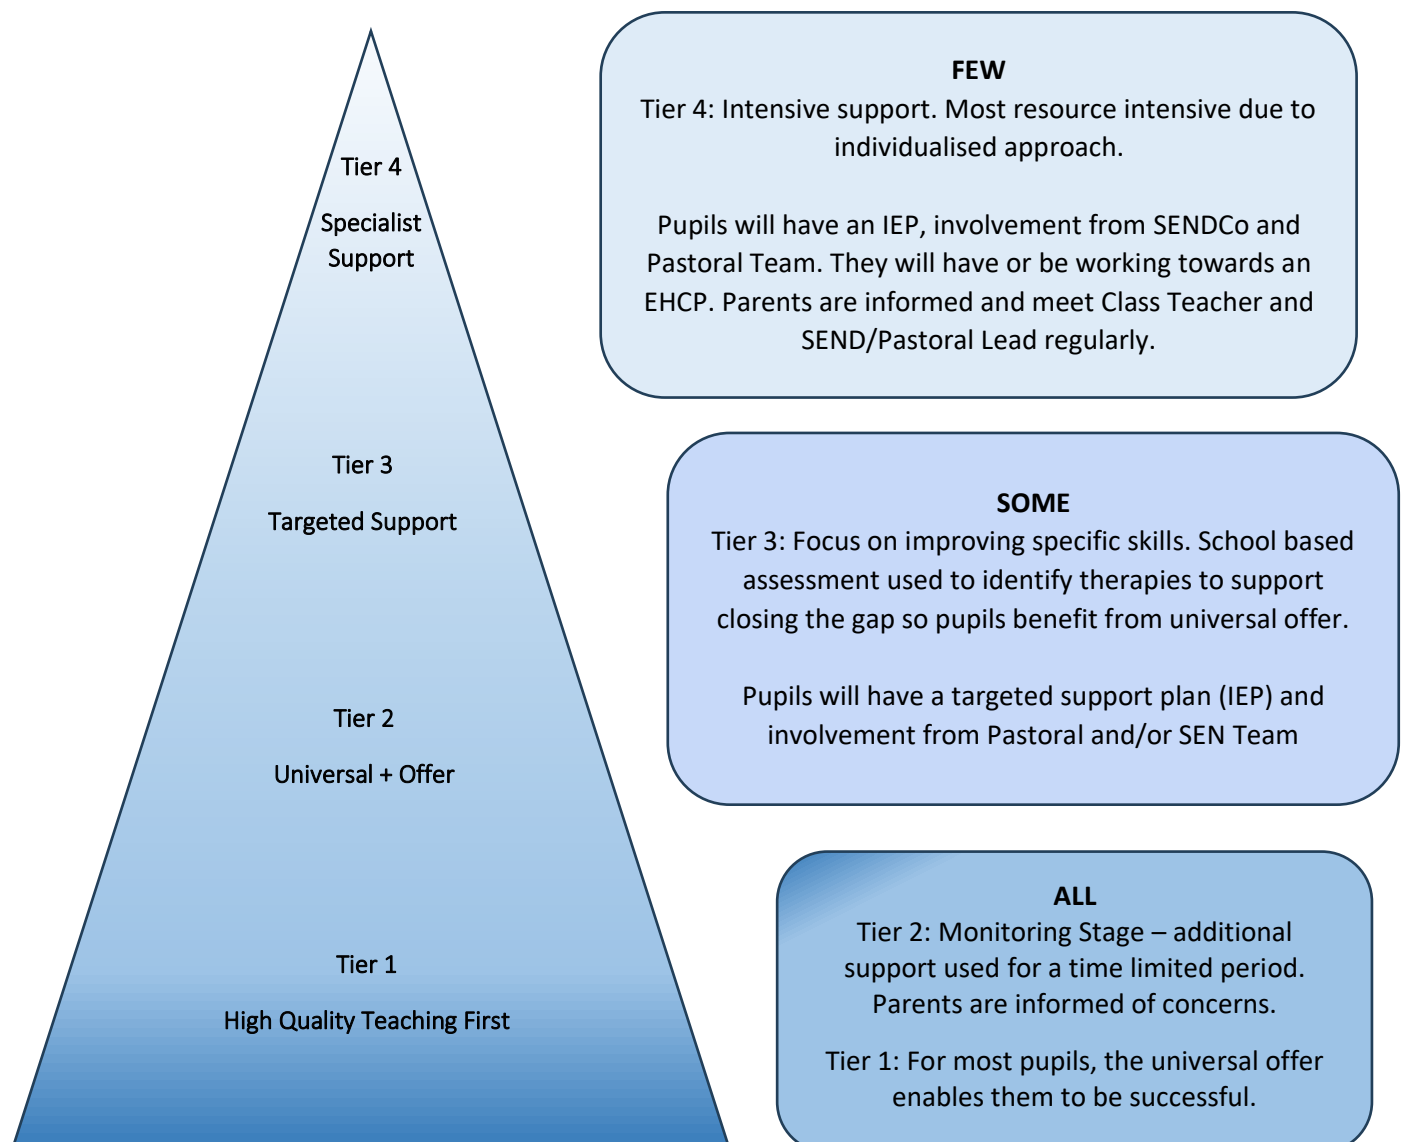 Tier 4
Specialist
Support
Tier 3
Targeted Support
Tier 2
Universal + Offer
Tier 1
High Quality Teaching First
FEW
Tier 4: Intensive support. Most resource intensive due to
individualised approach.
Pupils will have an IEP, involvement from SENDCo and
Pastoral Team. They will have or be working towards an
EHCP. Parents are informed and meet Class Teacher and
SEND/Pastoral Lead regularly.
SOME
Tier 3: Focus on improving specific skills. School based
assessment used to identify therapies to support
closing the gap so pupils benefit from universal offer.
Pupils will have a targeted support plan (IEP) and
involvement from Pastoral and/or SEN Team
ALL
Tier 2: Monitoring Stage – additional
support used for a time limited period.
Parents are informed of concerns.
Tier 1: For most pupils, the universal offer
enables them to be successful.